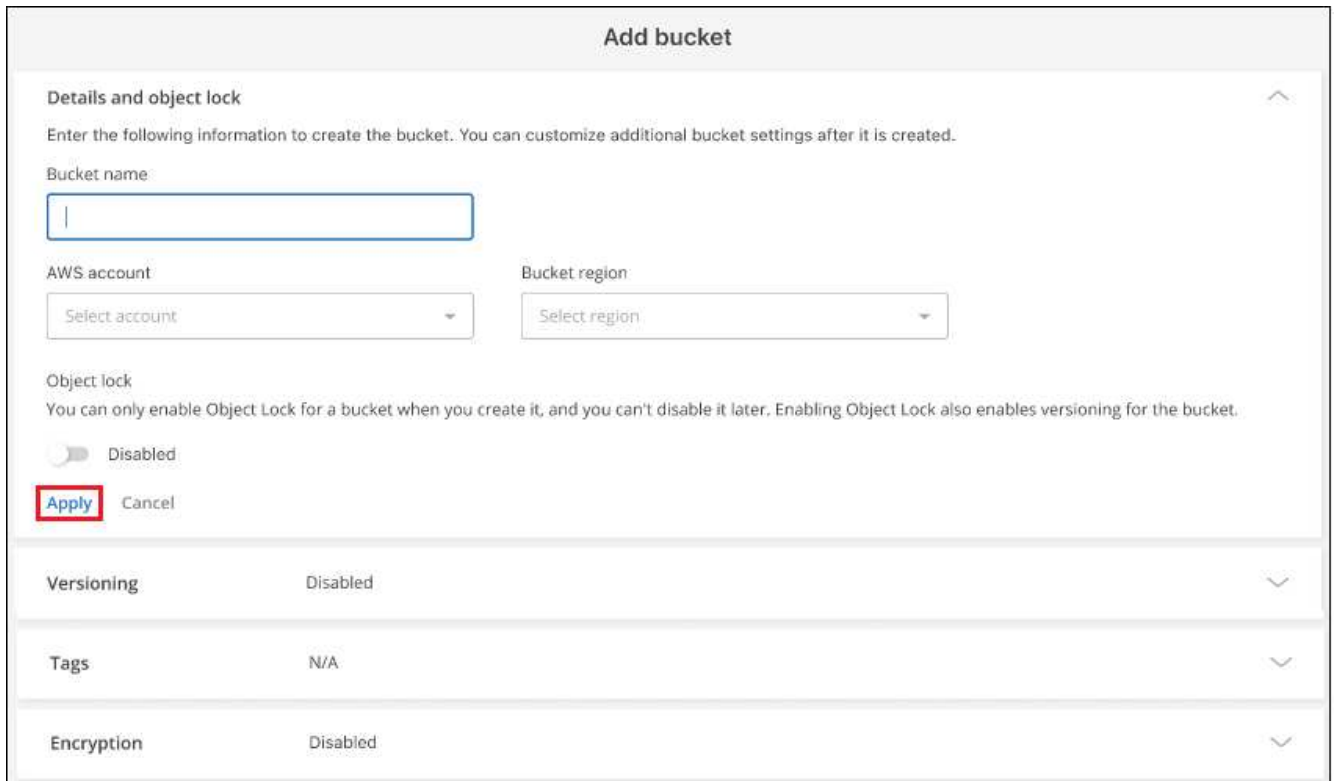 Add bucket
Details and object lock
Enter the following information to create the bucket. You can customize additional bucket settings after it is created.
Bucket name
AWS account
Bucket region
Select account
Select region
Object lock
You can only enable Object Lock for a bucket when you create it, and you can't disable it later. Enabling Object Lock also enables versioning for the bucket.
Disabled
Apply Cancel
Versioning Disabled
Tags N/A
Encryption Disabled